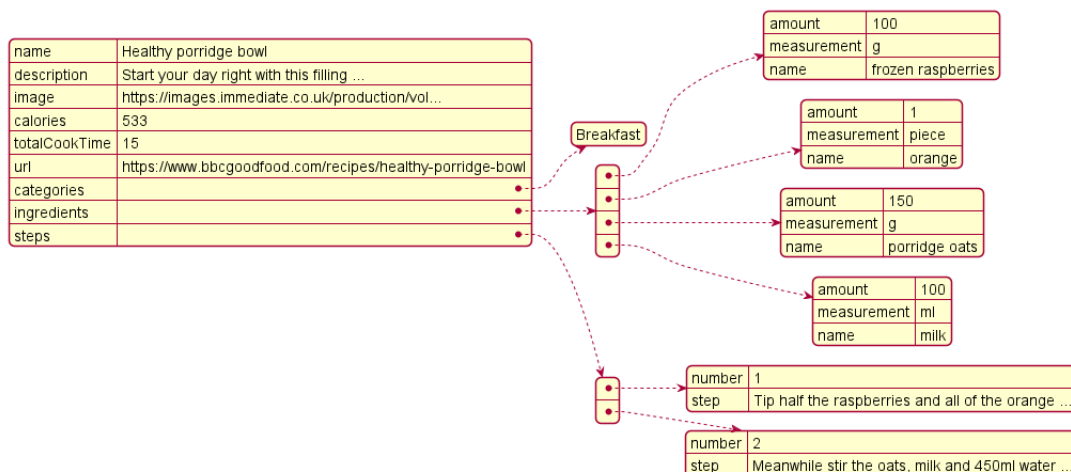 name Healthy porridge bowl
description Start your day right with this filling ...
image https://images.immediate.co.uk/production/vol...
calories 533
totalCookTime 15
url https://www.bbcgoodfood.com/recipes/healthy-porridge-bowl
categories
ingredients
steps
Breakfast
amount 100
measurement g
name frozen raspberries
amount 1
measurement piece
name orange
amount 150
measurement g
name porridge oats
amount 100
measurement ml
name milk
number 1
step Tip half the raspberries and all of the orange ...
number 2
step Meanwhile stir the oats, milk and 450ml water ...